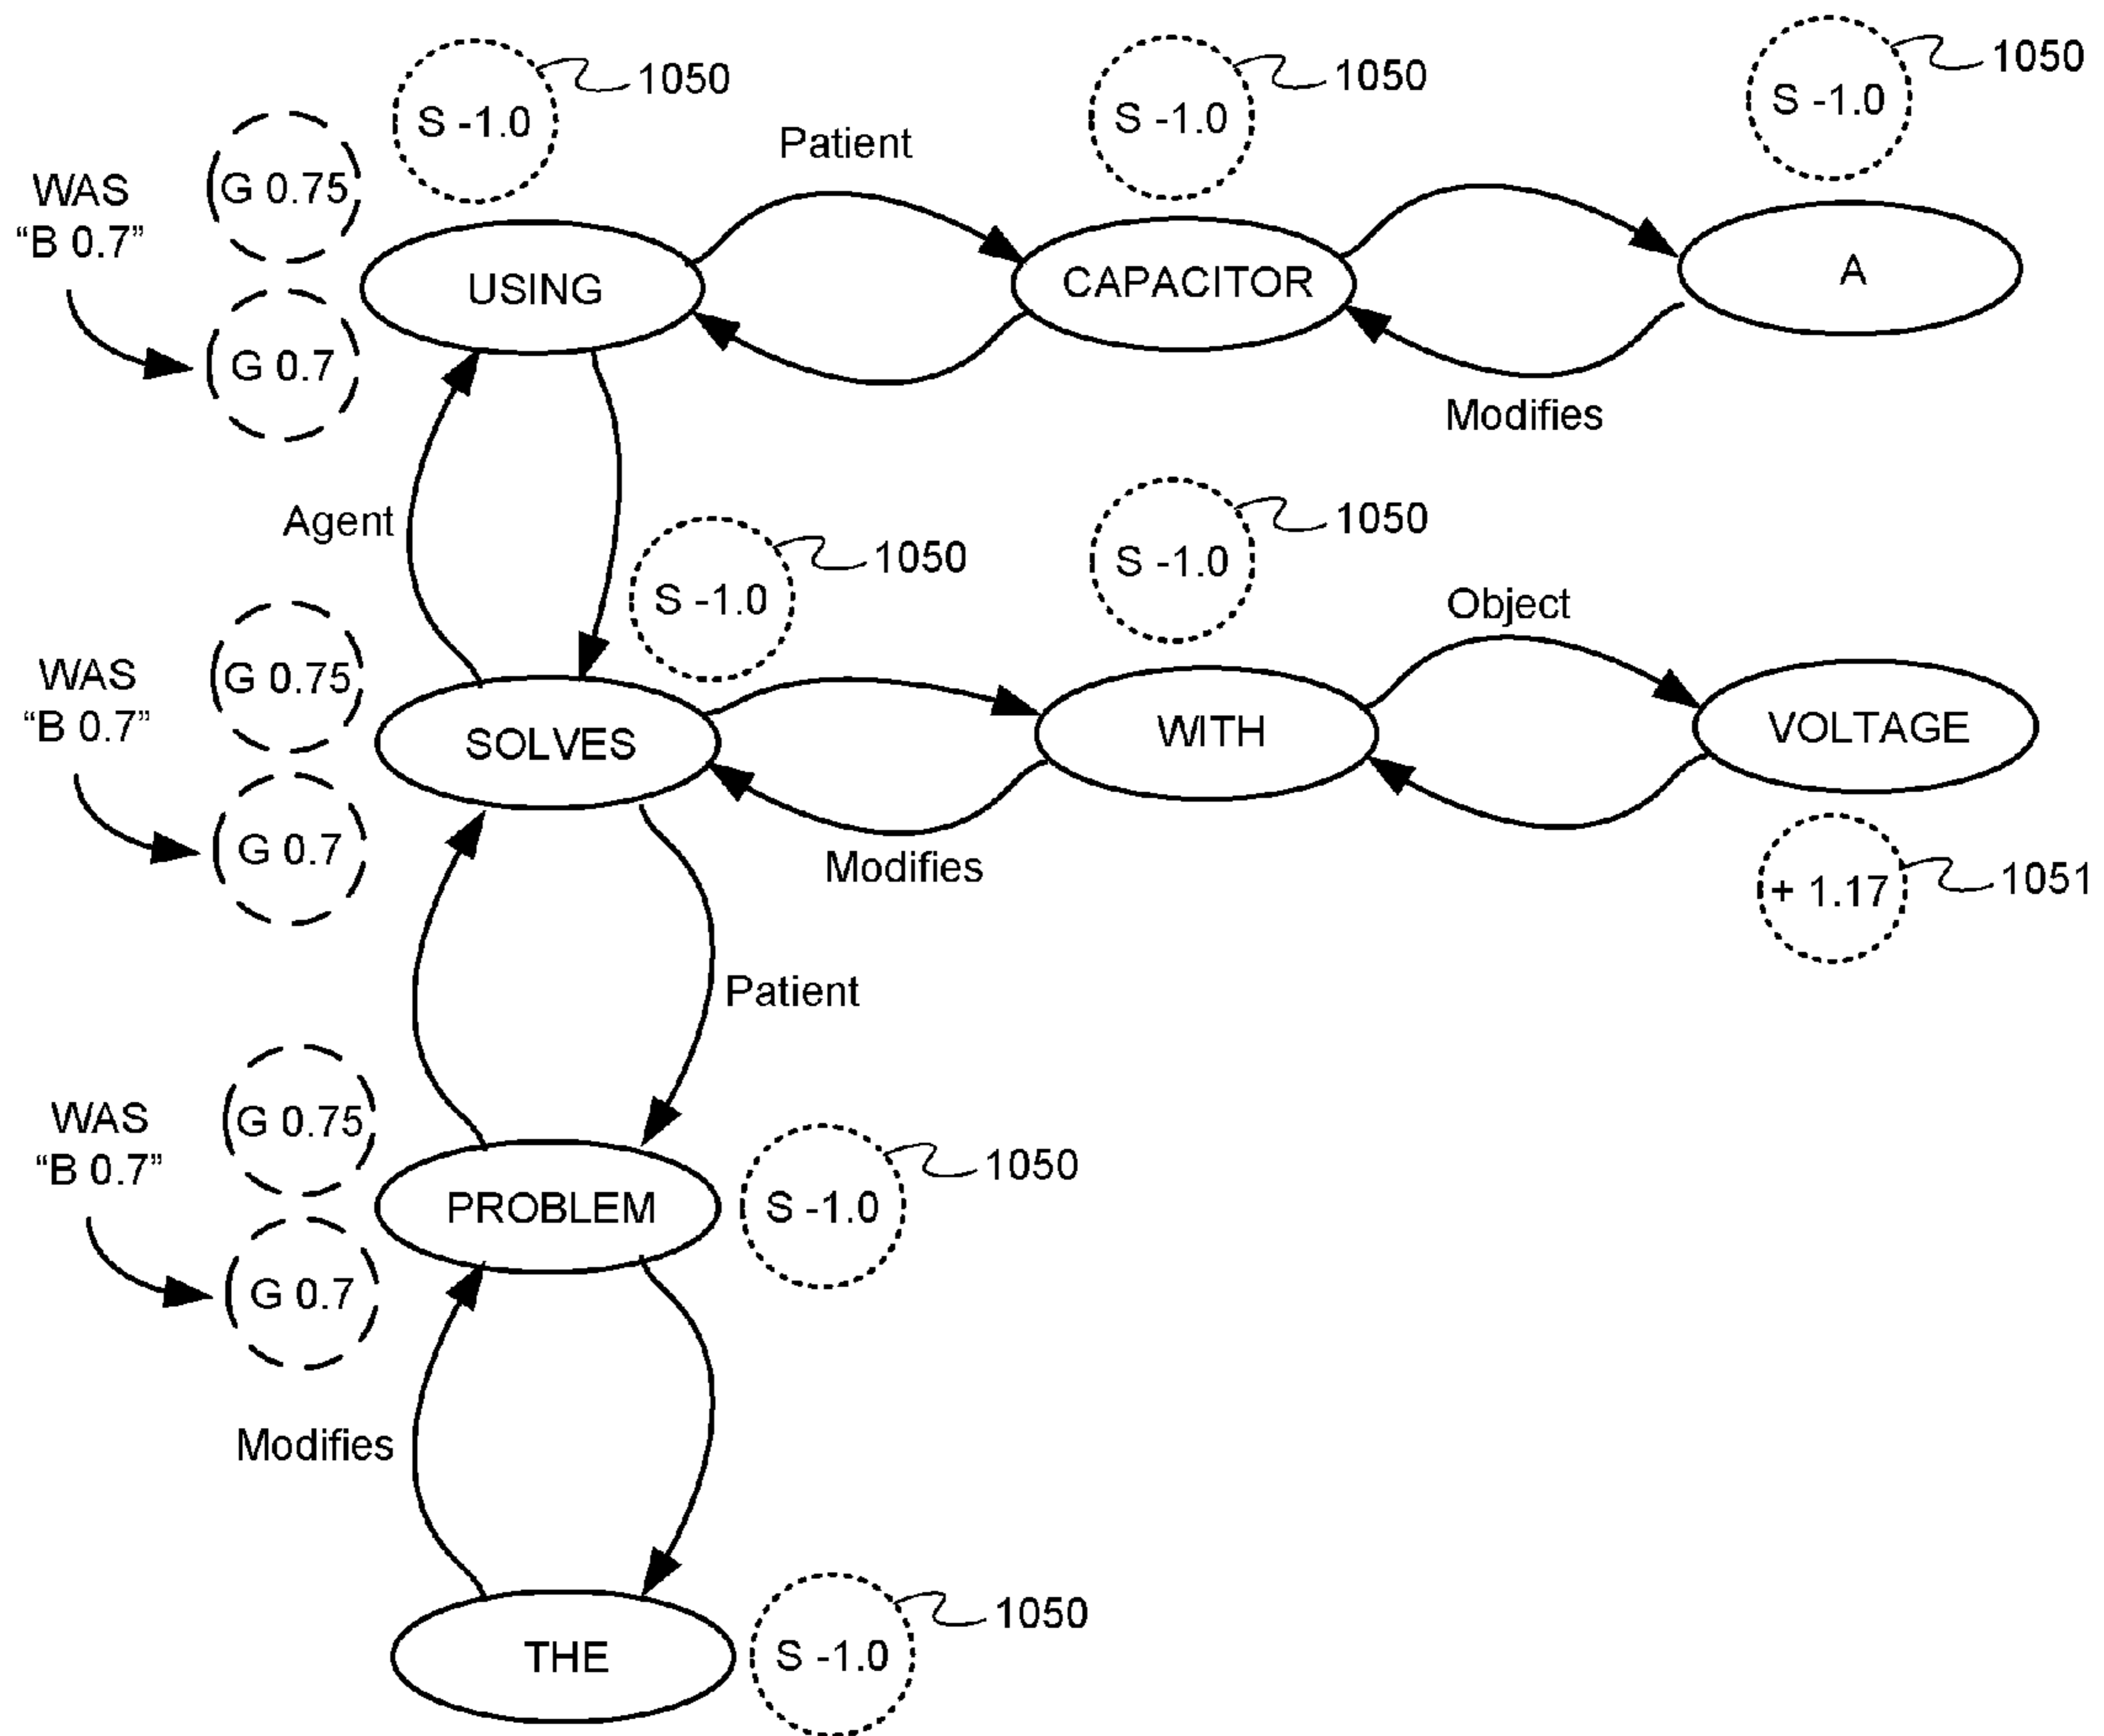 1050
1050
1050
S -1.0
S -1.0
S -1.0
Patient
WAS
“B 0.7”
G 0.75
USING
CAPACITOR
A
G 0.7
Modifies
Agent
1050
1050
S -1.0
S -1.0
Object
WAS
“B 0.7”
G 0.75
SOLVES
WITH
VOLTAGE
G 0.7
Modifies
+ 1.17
1051
Patient
WAS
“B 0.7”
G 0.75
1050
PROBLEM
S -1.0
G 0.7
Modifies
1050
THE
S -1.0